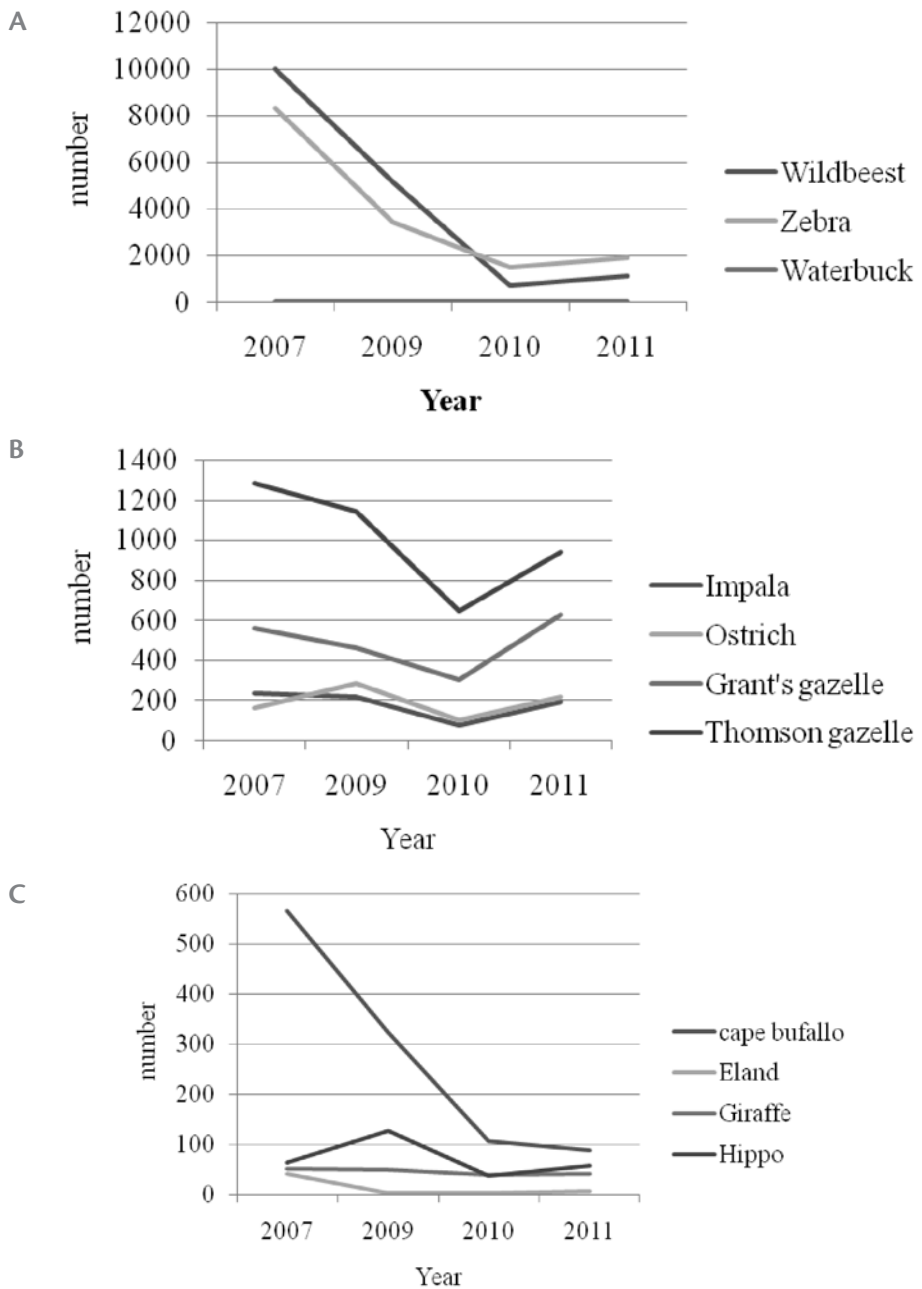 A
12000
10000
8000
6000
4000
2000
0
number
2007 2009 2010 2011
Year
Wildbeest
Zebra
Waterbuck
B
1400
1200
1000
800
600
400
200
0
number
2007 2009 2010 2011
Year
Impala
Ostrich
Grant's gazelle
Thomson gazelle
C
600
500
400
300
200
100
0
number
2007 2009 2010 2011
Year
cape bufallo
Eland
Giraffe
Hippo